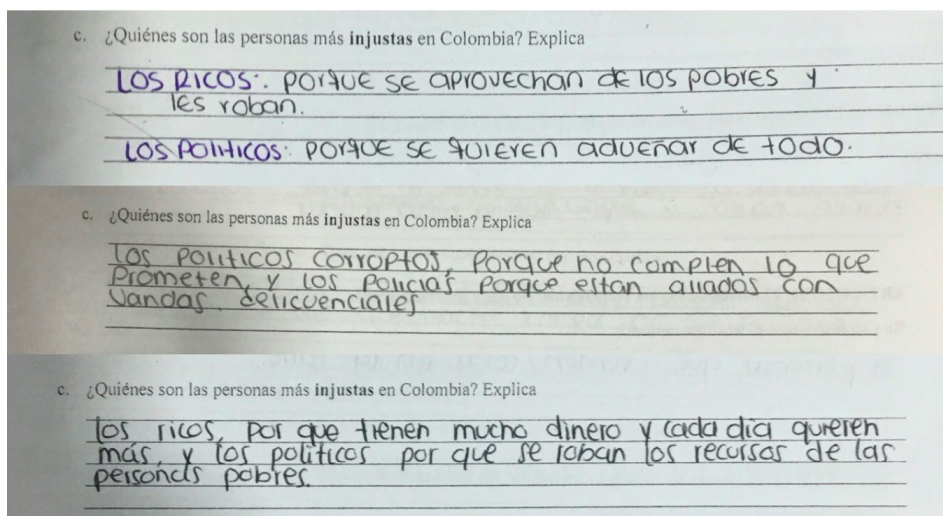 c. ¿Quiénes son las personas más injustas en Colombia? Explica
LOS RICOS: porque se aprovechan de los pobres y
les roban.
LOS POlíTICOS: porque se quieren adueñar de todo.
c. ¿Quiénes son las personas más injustas en Colombia? Explica
los politicos corroptos, porque no complen lo que
prometen, y los policias porque estan aliados con
vandas delicuenciales
c. ¿Quiénes son las personas más injustas en Colombia? Explica
los ricos, por que tienen mucho dinero y cada dia quieren
más, y los politicos por que se roban los recursos de las
personas pobres.